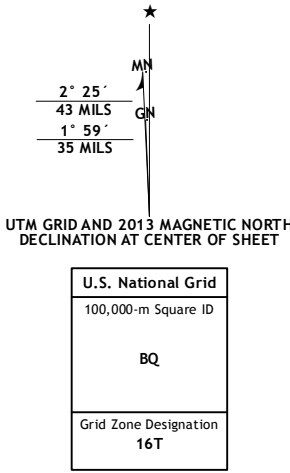 MN
2° 25´
43 MILS
GN
1° 59´
35 MILS
UTM GRID AND 2013 MAGNETIC NORTH
DECLINATION AT CENTER OF SHEET
U.S. National Grid
100,000-m Square ID
BQ
Grid Zone Designation
16T